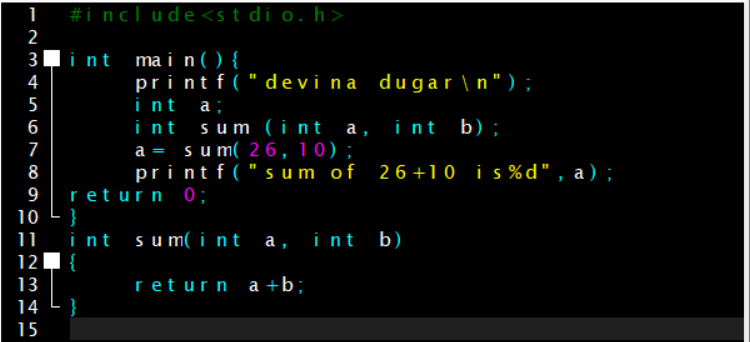 1 #include<stdio.h>
2
3 int main(){
4 printf("devina dugar\n");
5 int a;
6 int sum (int a, int b);
7 a= sum(26,10);
8 printf("sum of 26+10 is%d",a);
9 return 0;
10 }
11 int sum(int a, int b)
12 {
13 return a+b;
14 }
15